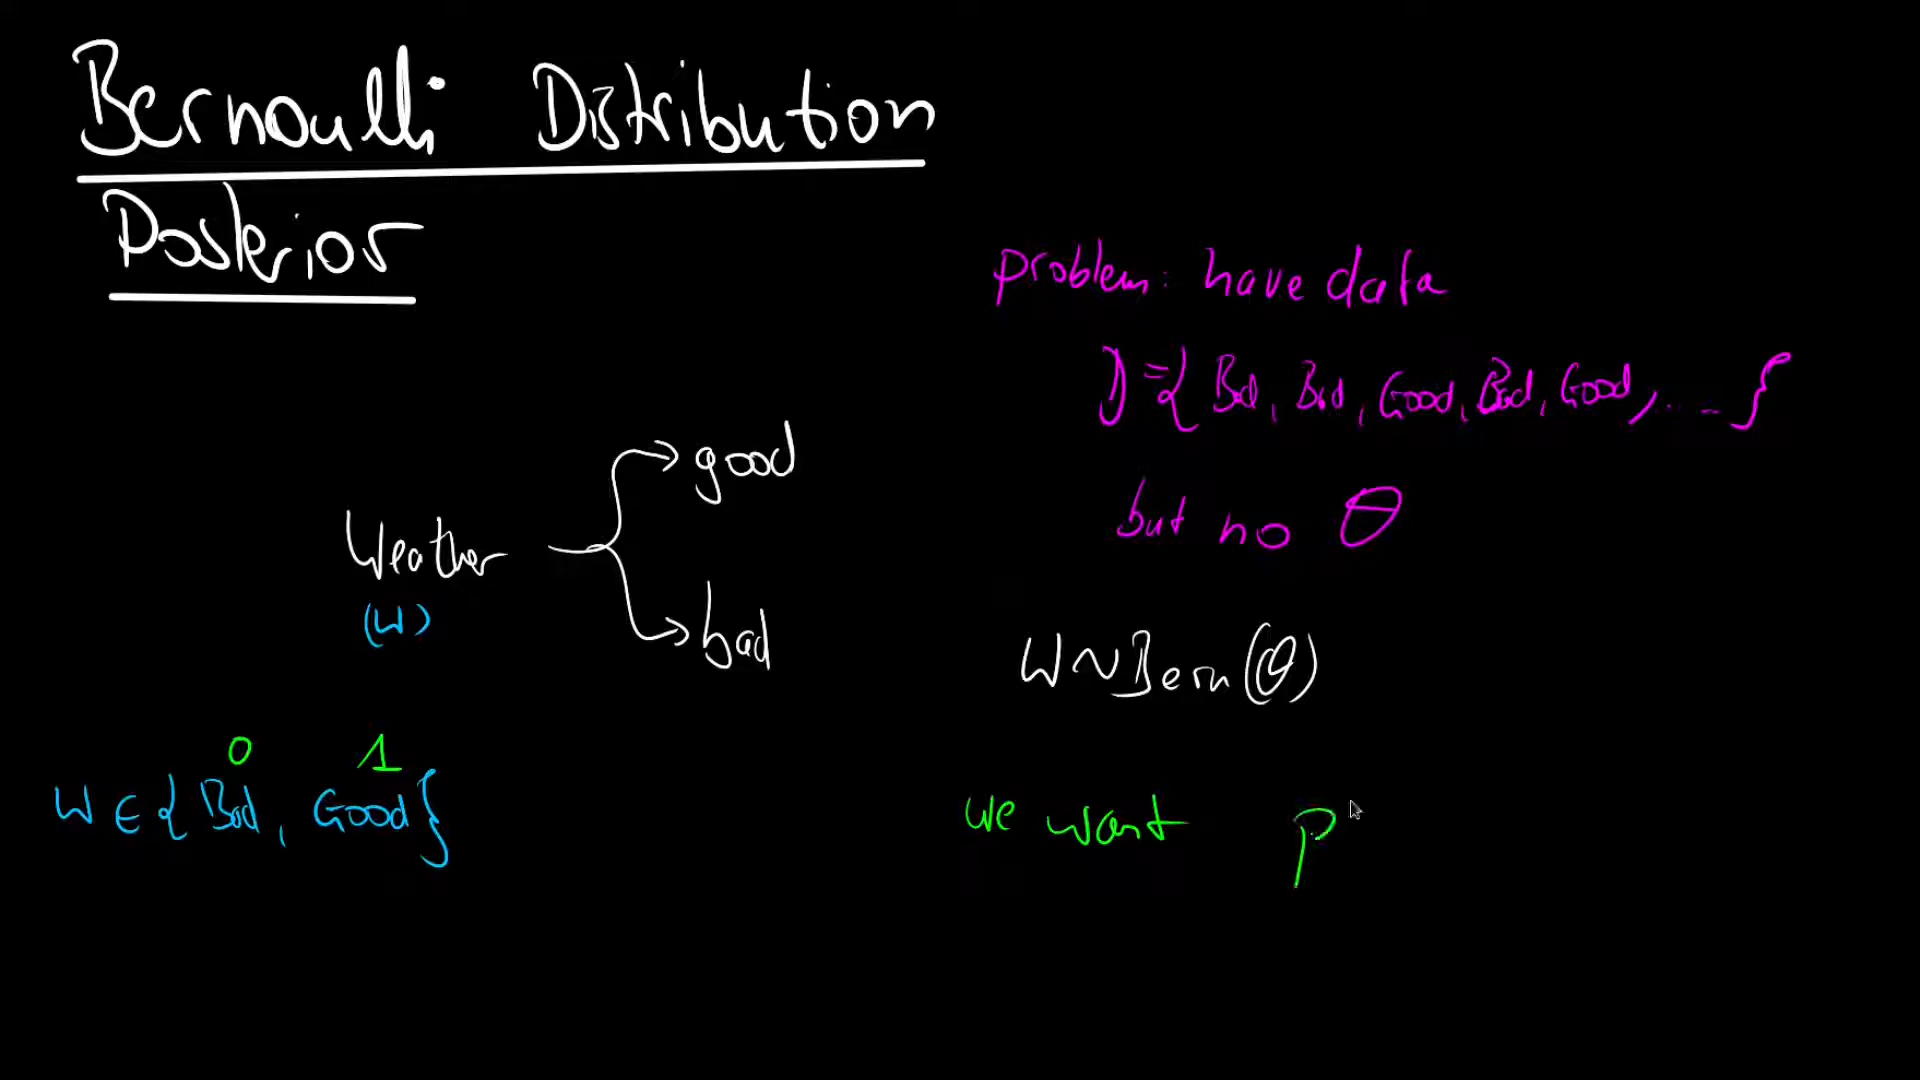 Bernoulli Distribution
Posterior
problem: have data
D={Bad, Bad, Good, Bad, Good, ... }
but no θ
good
Weather
(W)
bad
W~Bern(θ)
0 1
W∈{Bad, Good}
we want p